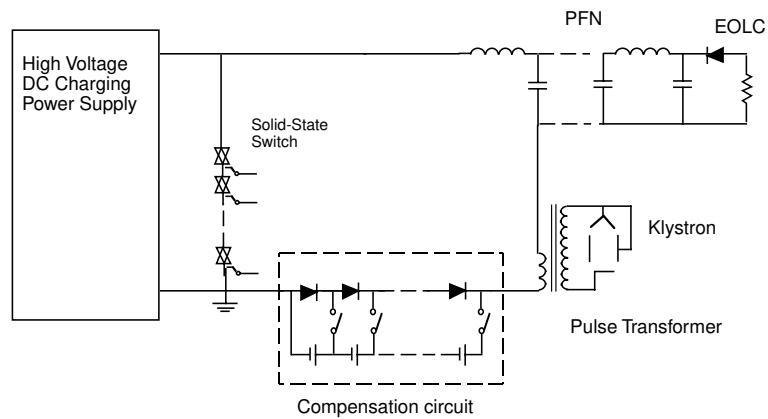 PFN
EOLC
High Voltage
DC Charging
Power Supply
Solid-State
Switch
Klystron
Pulse Transformer
Compensation circuit